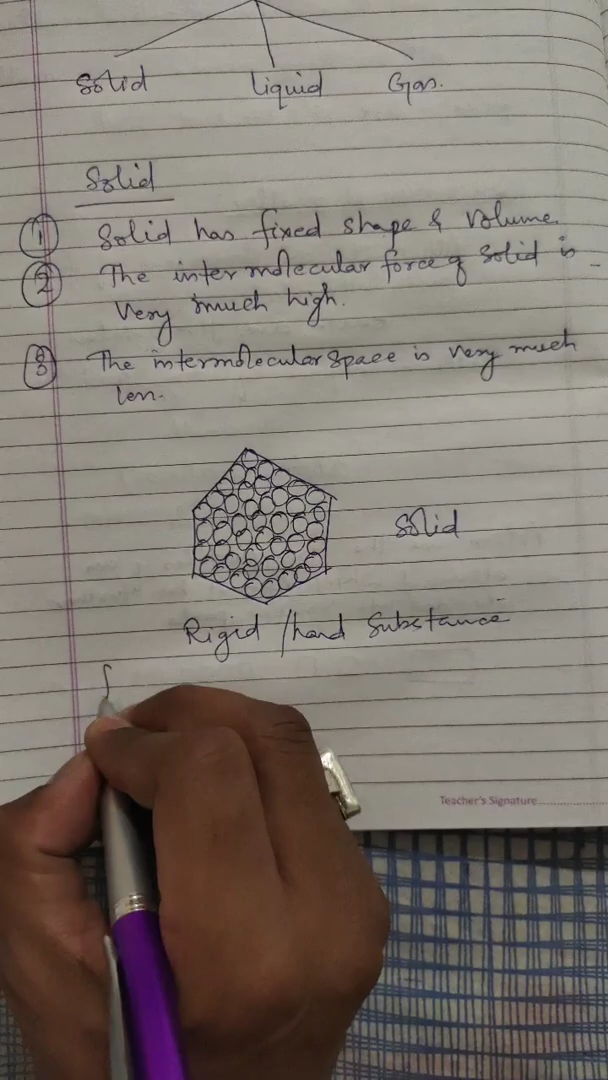 Solid Liquid Gas.
Solid
① Solid has fixed shape & volume.
② The intermolecular force of Solid is
very much high.
③ The intermolecular space is very much
less.
Solid
Rigid / hard Substance
Teacher's Signature